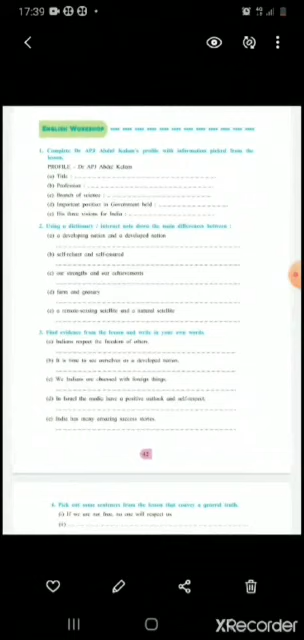 17:39
4G
ENGLISH WORKSHOP
1. Complete Dr APJ Abdul Kalam's profile with information picked from the
lesson.
PROFILE - Dr APJ Abdul Kalam
(a) Title :
(b) Profession :
(c) Branch of science :
(d) Important position in Government held :
(e) His three visions for India :
2. Using a dictionary / internet note down the main differences between :
(a) a developing nation and a developed nation
(b) self-reliant and self-assured
(c) our strengths and our achievements
(d) farm and granary
(e) a remote-sensing satellite and a natural satellite
3. Find evidence from the lesson and write in your own words.
(a) Indians respect the freedom of others.
(b) It is time to see ourselves as a developed nation.
(c) We Indians are obsessed with foreign things.
(d) In Israel the media have a positive outlook and self-respect.
(e) India has many amazing success stories.
12
4. Pick out some sentences from the lesson that convey a general truth.
(i) If we are not free, no one will respect us
(ii)
XRecorder